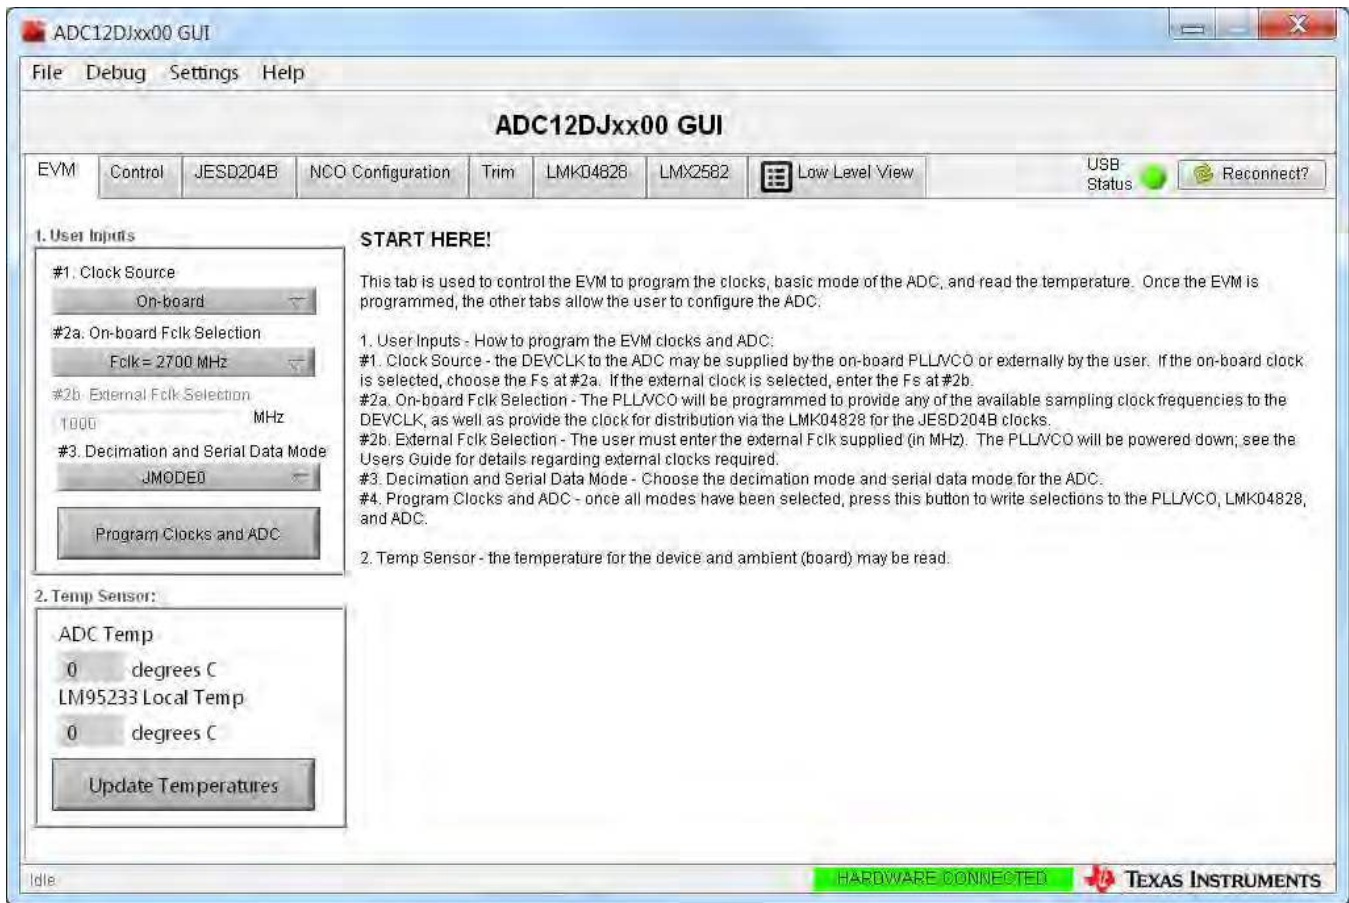 ADC12DJxx00 GUI
File Debug Settings Help
ADC12DJxx00 GUI
EVM Control JESD204B NCO Configuration Trim LMK04828 LMX2582 Low Level View
USB Status
Reconnect?
1. User Inputs
#1. Clock Source
On-board
#2a. On-board Fclk Selection
Fclk = 2700 MHz
#2b. External Fclk Selection
1000 MHz
#3. Decimation and Serial Data Mode
JMODE0
Program Clocks and ADC
2. Temp Sensor:
ADC Temp
0 degrees C
LM95233 Local Temp
0 degrees C
Update Temperatures
START HERE!
This tab is used to control the EVM to program the clocks, basic mode of the ADC, and read the temperature. Once the EVM is
programmed, the other tabs allow the user to configure the ADC.
1. User Inputs - How to program the EVM clocks and ADC:
#1. Clock Source - the DEVCLK to the ADC may be supplied by the on-board PLL/VCO or externally by the user. If the on-board clock
is selected, choose the Fs at #2a. If the external clock is selected, enter the Fs at #2b.
#2a. On-board Fclk Selection - The PLL/VCO will be programmed to provide any of the available sampling clock frequencies to the
DEVCLK, as well as provide the clock for distribution via the LMK04828 for the JESD204B clocks.
#2b. External Fclk Selection - The user must enter the external Fclk supplied (in MHz). The PLL/VCO will be powered down; see the
Users Guide for details regarding external clocks required.
#3. Decimation and Serial Data Mode - Choose the decimation mode and serial data mode for the ADC.
#4. Program Clocks and ADC - once all modes have been selected, press this button to write selections to the PLL/VCO, LMK04828,
and ADC.
2. Temp Sensor - the temperature for the device and ambient (board) may be read.
Idle
HARDWARE CONNECTED
TEXAS INSTRUMENTS